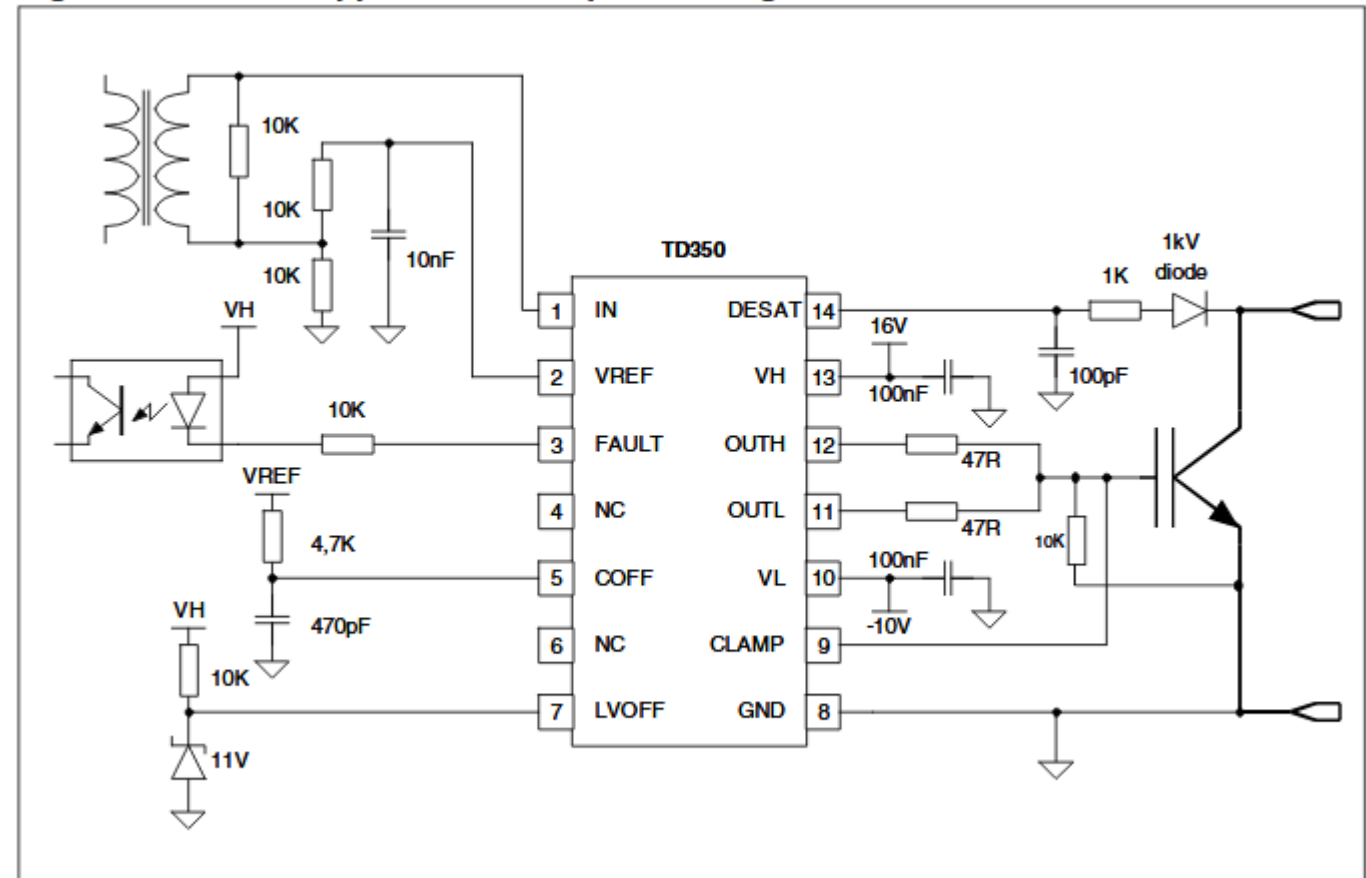 10K
10K
10K
10nF
TD350
1kV
diode
1K
VH
1 IN DESAT 14
16V
100pF
2 VREF VH 13
100nF
10K
3 FAULT OUTH 12
47R
VREF
4 NC OUTL 11
47R
10K
4,7K
100nF
5 COFF VL 10
-10V
VH
470pF
6 NC CLAMP 9
10K
7 LVOFF GND 8
11V